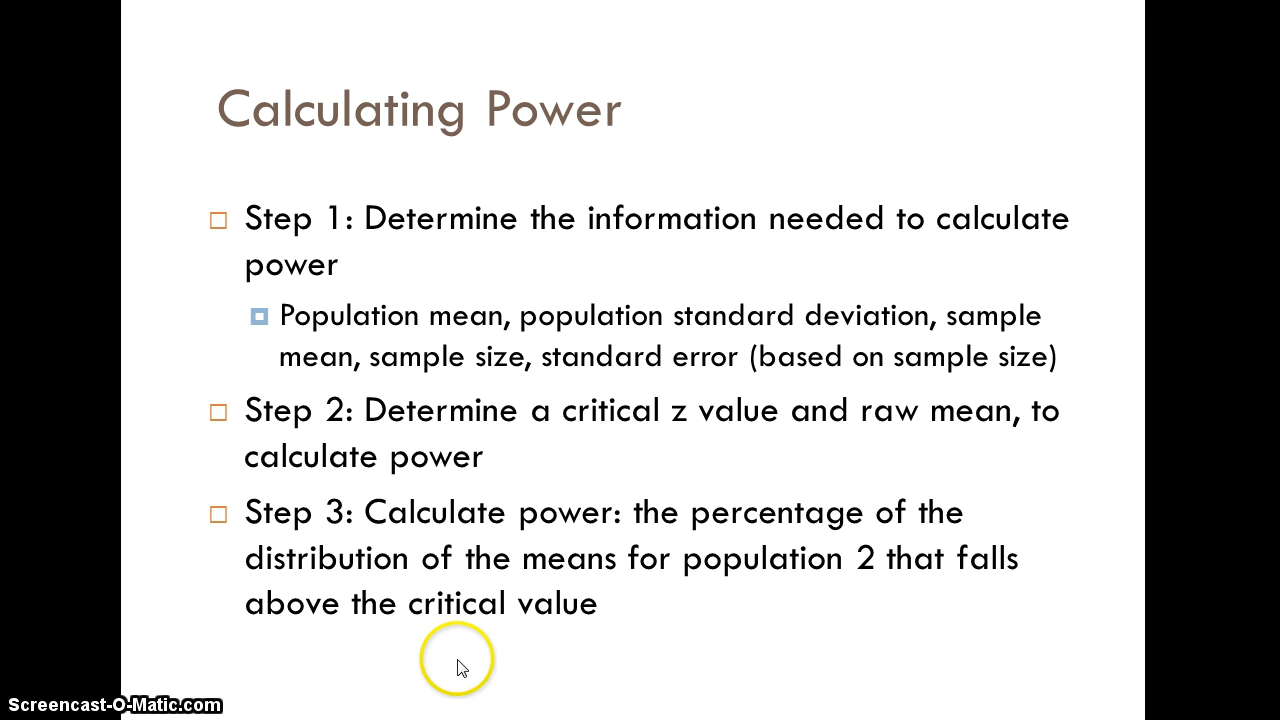 Calculating Power
Step 1: Determine the information needed to calculate
power
Population mean, population standard deviation, sample
mean, sample size, standard error (based on sample size)
Step 2: Determine a critical z value and raw mean, to
calculate power
Step 3: Calculate power: the percentage of the
distribution of the means for population 2 that falls
above the critical value
Screencast-O-Matic.com